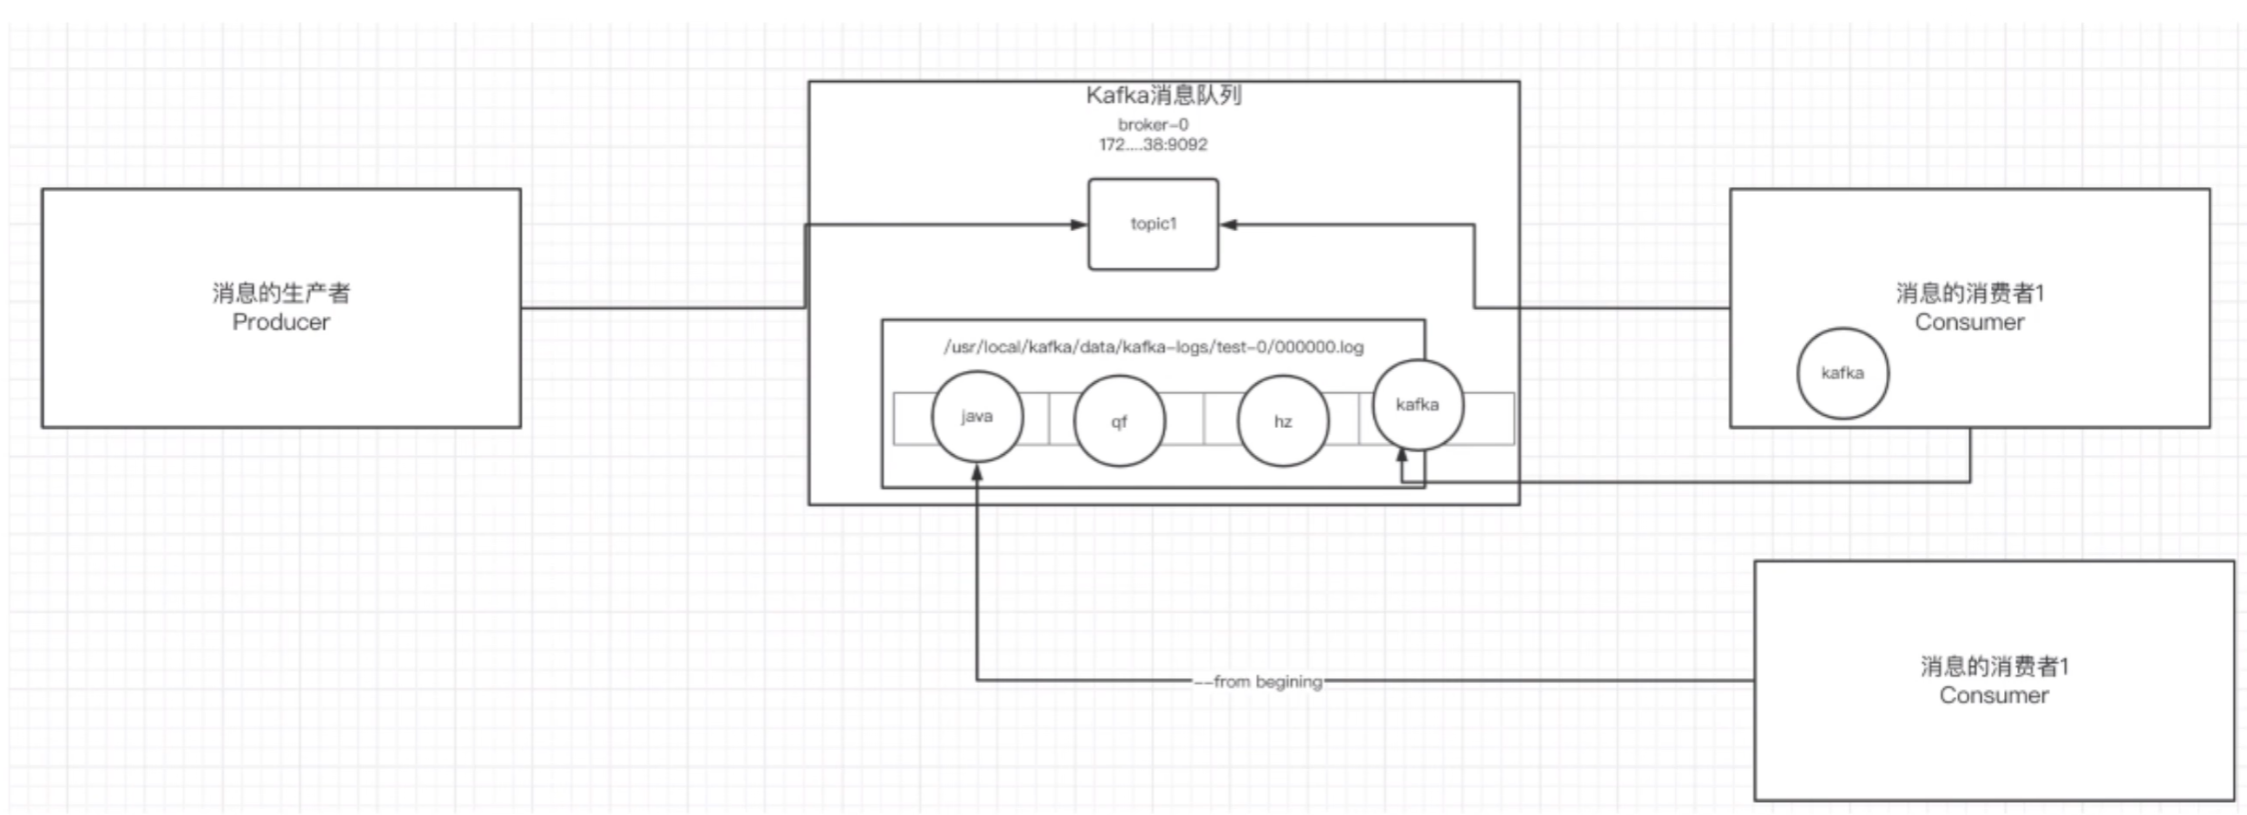 Kafka消息队列
broker-0
172....38:9092
topic1
消息的生产者
Producer
消息的消费者1
Consumer
kafka
/usr/local/kafka/data/kafka-logs/test-0/000000.log
java
qf
hz
kafka
--from begining
消息的消费者1
Consumer